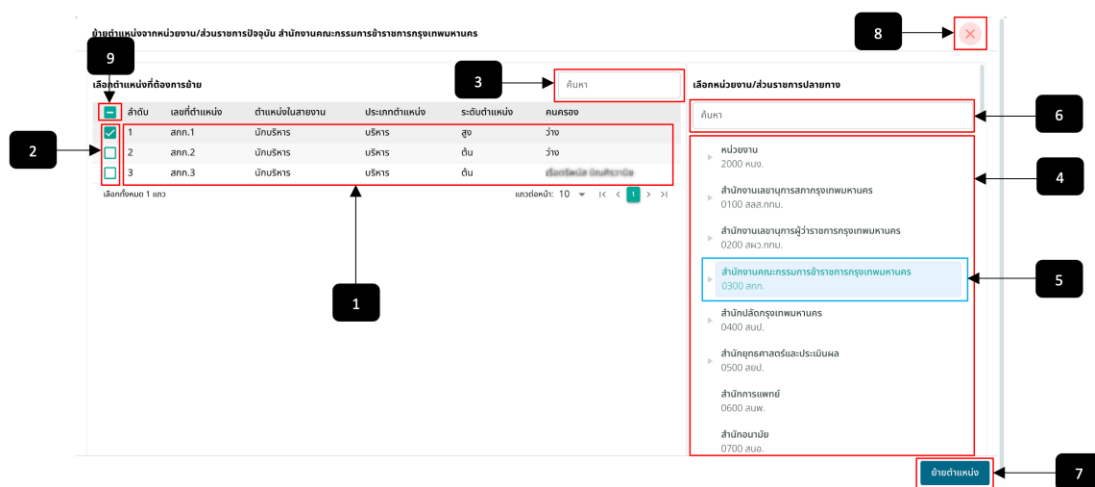 ย้ายตำแหน่งจากหน่วยงาน/ส่วนราชการปัจจุบัน สำนักงานคณะกรรมการข้าราชการกรุงเทพมหานคร
8
9
เลือกตำแหน่งที่ต้องการย้าย
3
ค้นหา
ลำดับ เลขที่ตำแหน่ง ตำแหน่งในสายงาน ประเภทตำแหน่ง ระดับตำแหน่ง คนครอง
1 สกก.1 นักบริหาร บริหาร สูง ว่าง
2 สกก.2 นักบริหาร บริหาร ต้น ว่าง
3 สกก.3 นักบริหาร บริหาร ต้น
2
เลือกทั้งหมด 1 แถว
แถวต่อหน้า: 10
1
1
เลือกหน่วยงาน/ส่วนราชการปลายทาง
ค้นหา
6
หน่วยงาน
2000 หนง.
4
สำนักงานเลขานุการสภากรุงเทพมหานคร
0100 สลส.กทม.
สำนักงานเลขานุการผู้ว่าราชการกรุงเทพมหานคร
0200 สผว.กทม.
สำนักงานคณะกรรมการข้าราชการกรุงเทพมหานคร
0300 สกก.
5
สำนักปลัดกรุงเทพมหานคร
0400 สนป.
สำนักยุทธศาสตร์และประเมินผล
0500 สยป.
สำนักการแพทย์
0600 สนพ.
สำนักอนามัย
0700 สนอ.
ย้ายตำแหน่ง
7